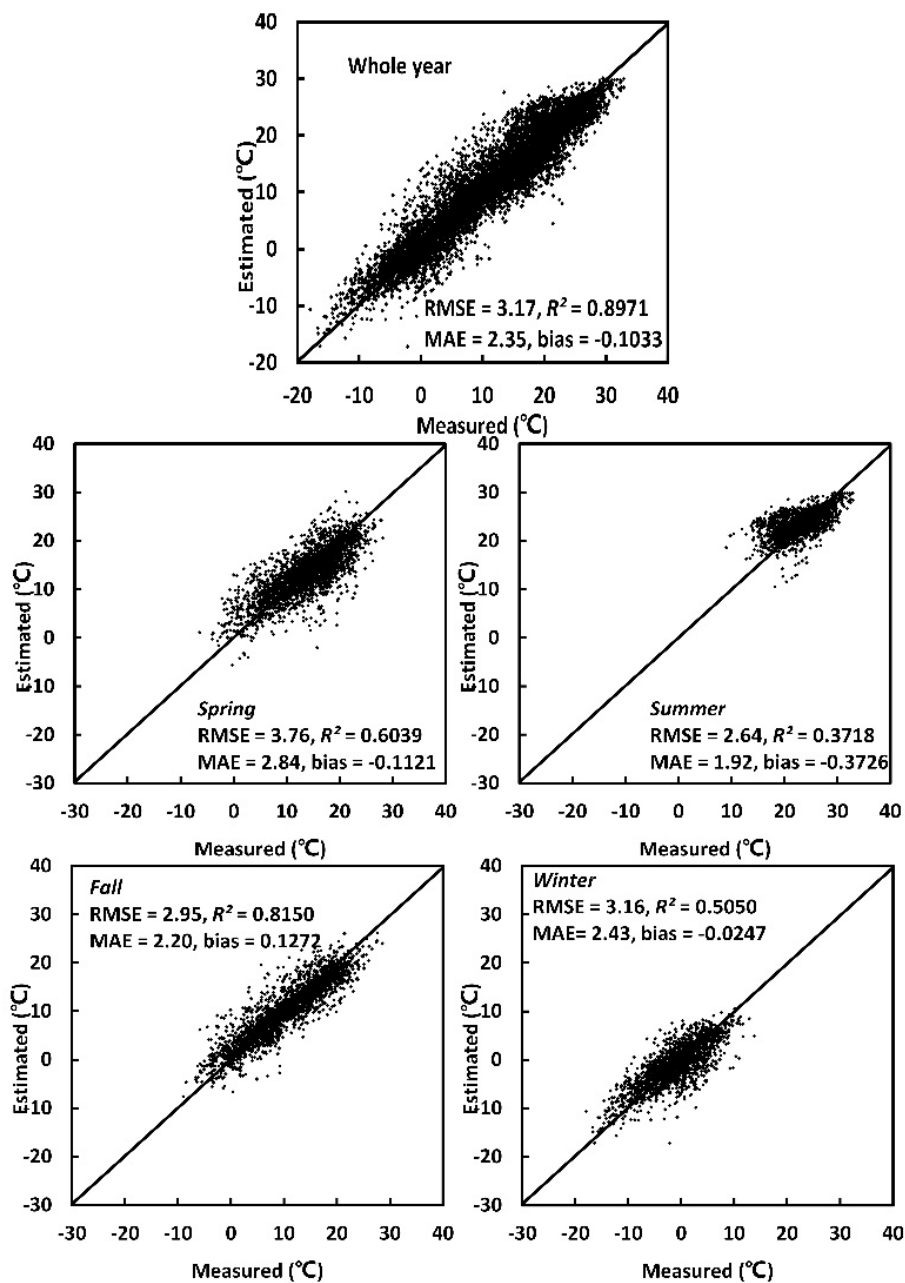 Whole year
40
30
20
10
0
-10
-20
Estimated (℃)
RMSE = 3.17, R² = 0.8971
MAE = 2.35, bias = -0.1033
-20 -10 0 10 20 30 40
Measured (℃)
40
30
20
10
0
-10
-20
-30
Estimated (℃)
Spring
RMSE = 3.76, R² = 0.6039
MAE = 2.84, bias = -0.1121
-30 -20 -10 0 10 20 30 40
Measured (℃)
40
30
20
10
0
-10
-20
-30
Estimated (℃)
Summer
RMSE = 2.64, R² = 0.3718
MAE = 1.92, bias = -0.3726
-30 -20 -10 0 10 20 30 40
Measured (℃)
40
30
20
10
0
-10
-20
-30
Estimated (℃)
Fall
RMSE = 2.95, R² = 0.8150
MAE = 2.20, bias = 0.1272
-30 -20 -10 0 10 20 30 40
Measured (℃)
40
30
20
10
0
-10
-20
-30
Estimated (℃)
Winter
RMSE = 3.16, R² = 0.5050
MAE= 2.43, bias = -0.0247
-30 -20 -10 0 10 20 30 40
Measured (℃)